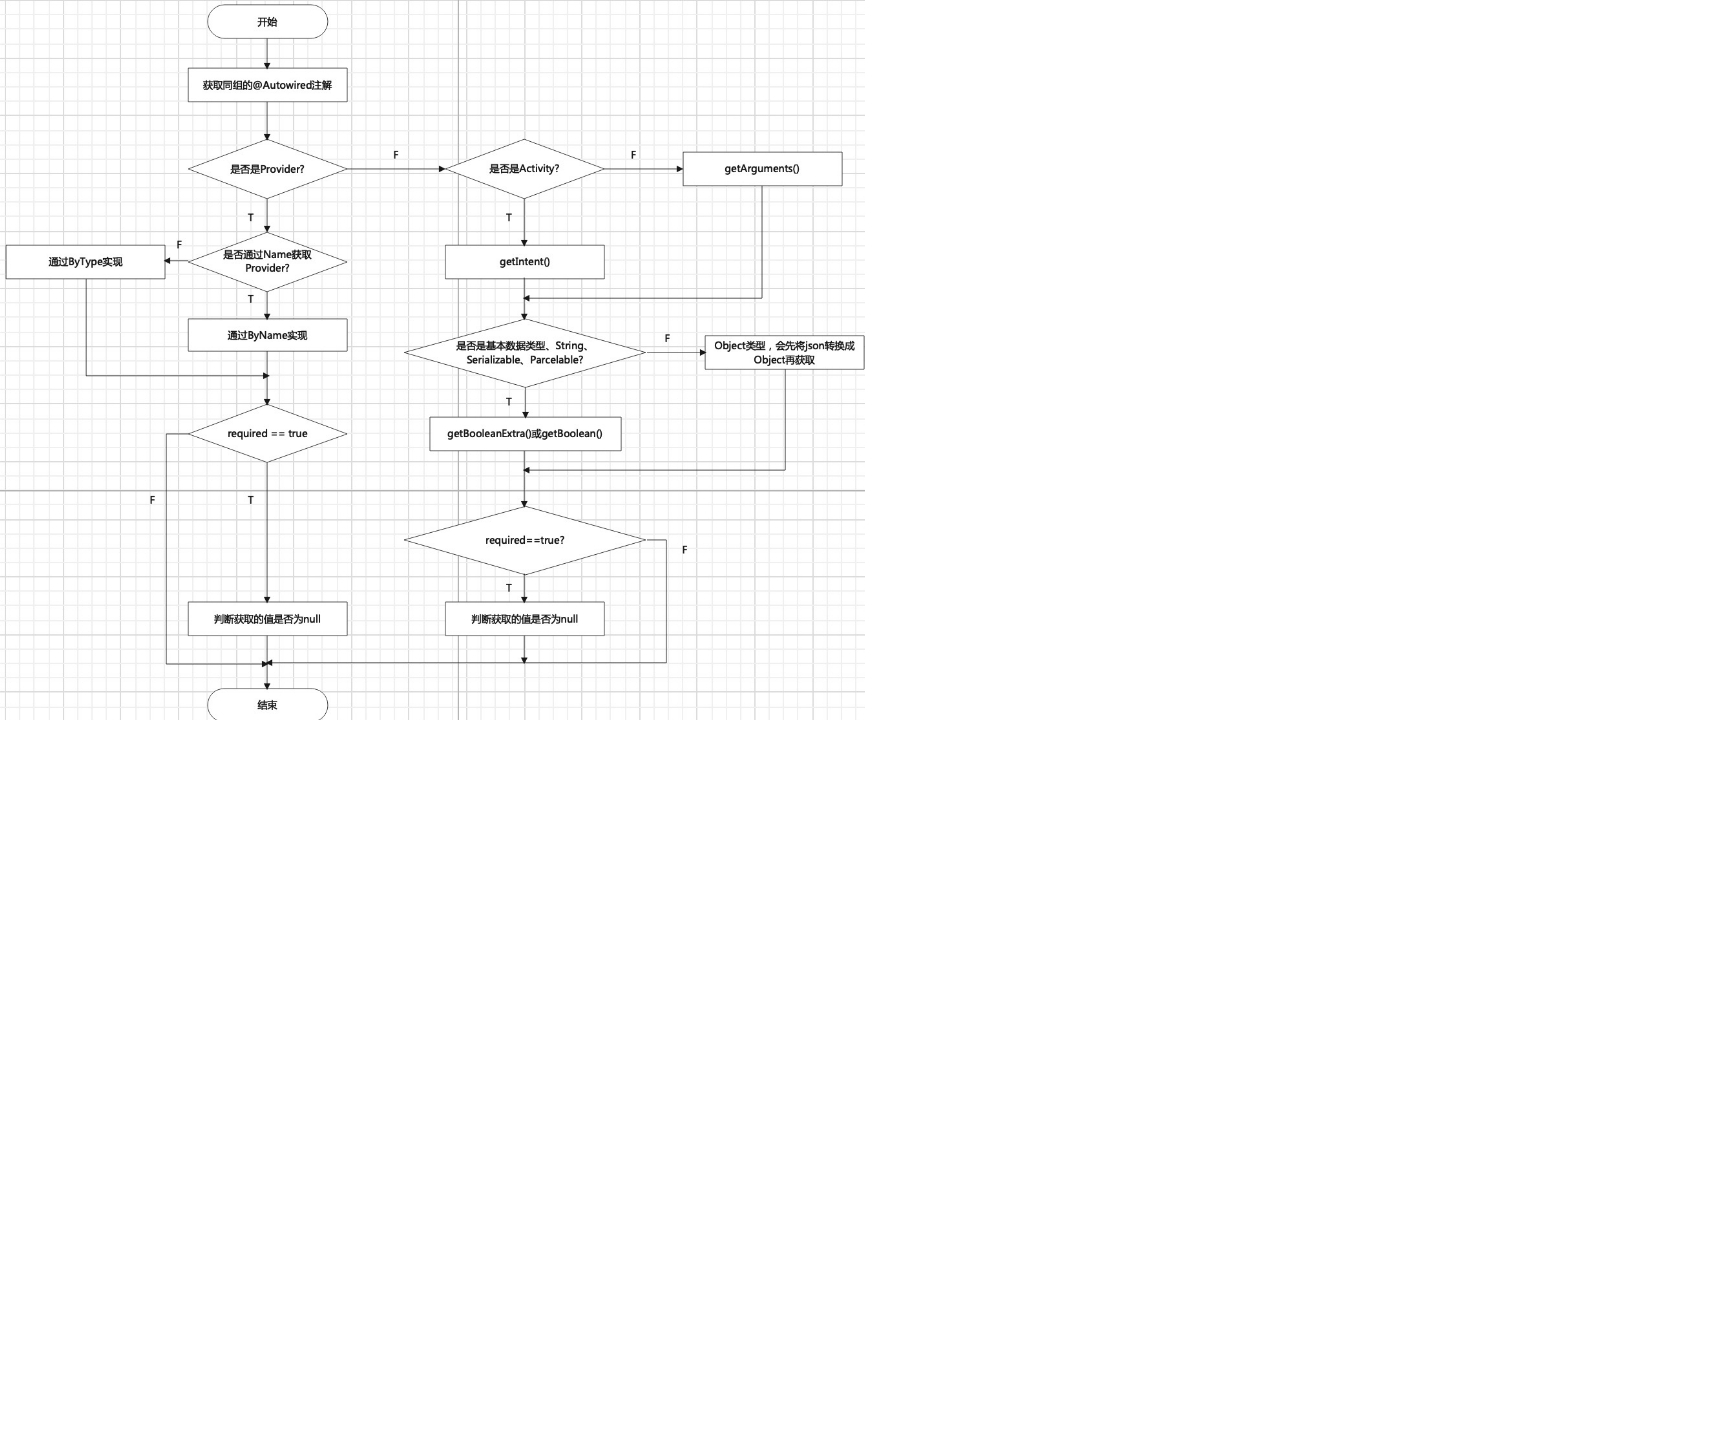 开始
获取同组的@Autowired注解
是否是Provider?
F
是否是Activity?
F
getArguments()
T
T
通过ByType实现
F
是否通过Name获取
Provider?
getIntent()
T
通过ByName实现
是否是基本数据类型、String、
Serializable、Parcelable?
F
Object类型，会先将json转换成
Object再获取
T
required == true
getBooleanExtra()或getBoolean()
F
T
required==true?
F
T
判断获取的值是否为null
判断获取的值是否为null
结束